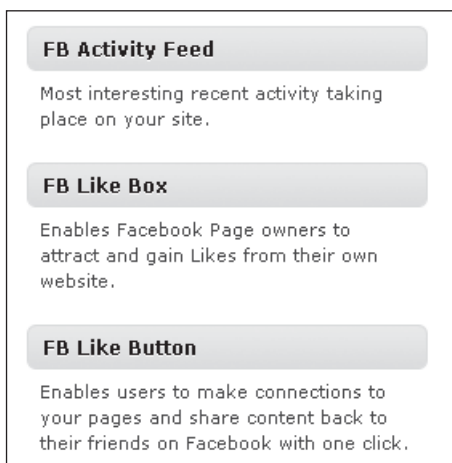 FB Activity Feed
Most interesting recent activity taking
place on your site.
FB Like Box
Enables Facebook Page owners to
attract and gain Likes from their own
website.
FB Like Button
Enables users to make connections to
your pages and share content back to
their friends on Facebook with one click.